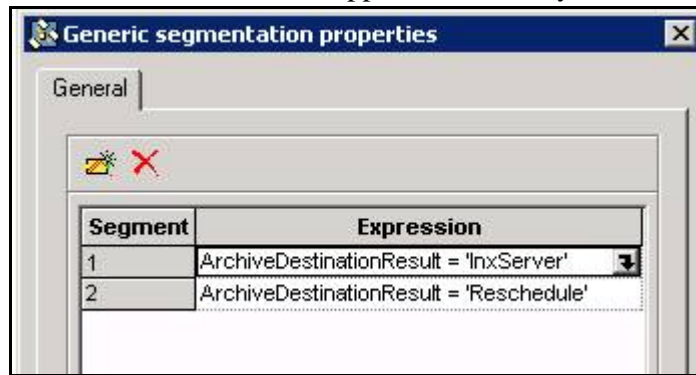 Generic segmentation properties
General
Segment Expression
1 ArchiveDestinationResult = 'InxServer'
2 ArchiveDestinationResult = 'Reschedule'